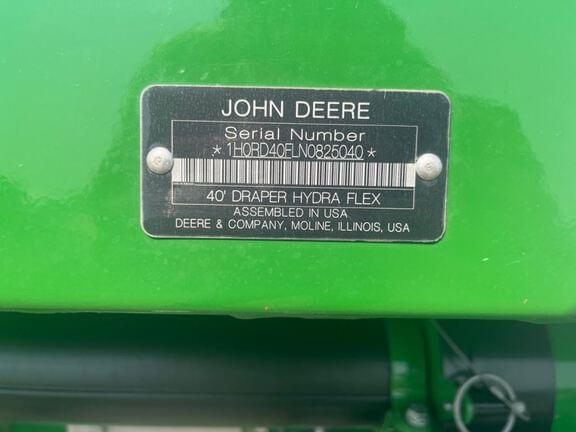 JOHN DEERE
Serial Number
*1H0RD40FLN0825040*
40' DRAPER HYDRA FLEX
ASSEMBLED IN USA
DEERE & COMPANY, MOLINE, ILLINOIS, USA